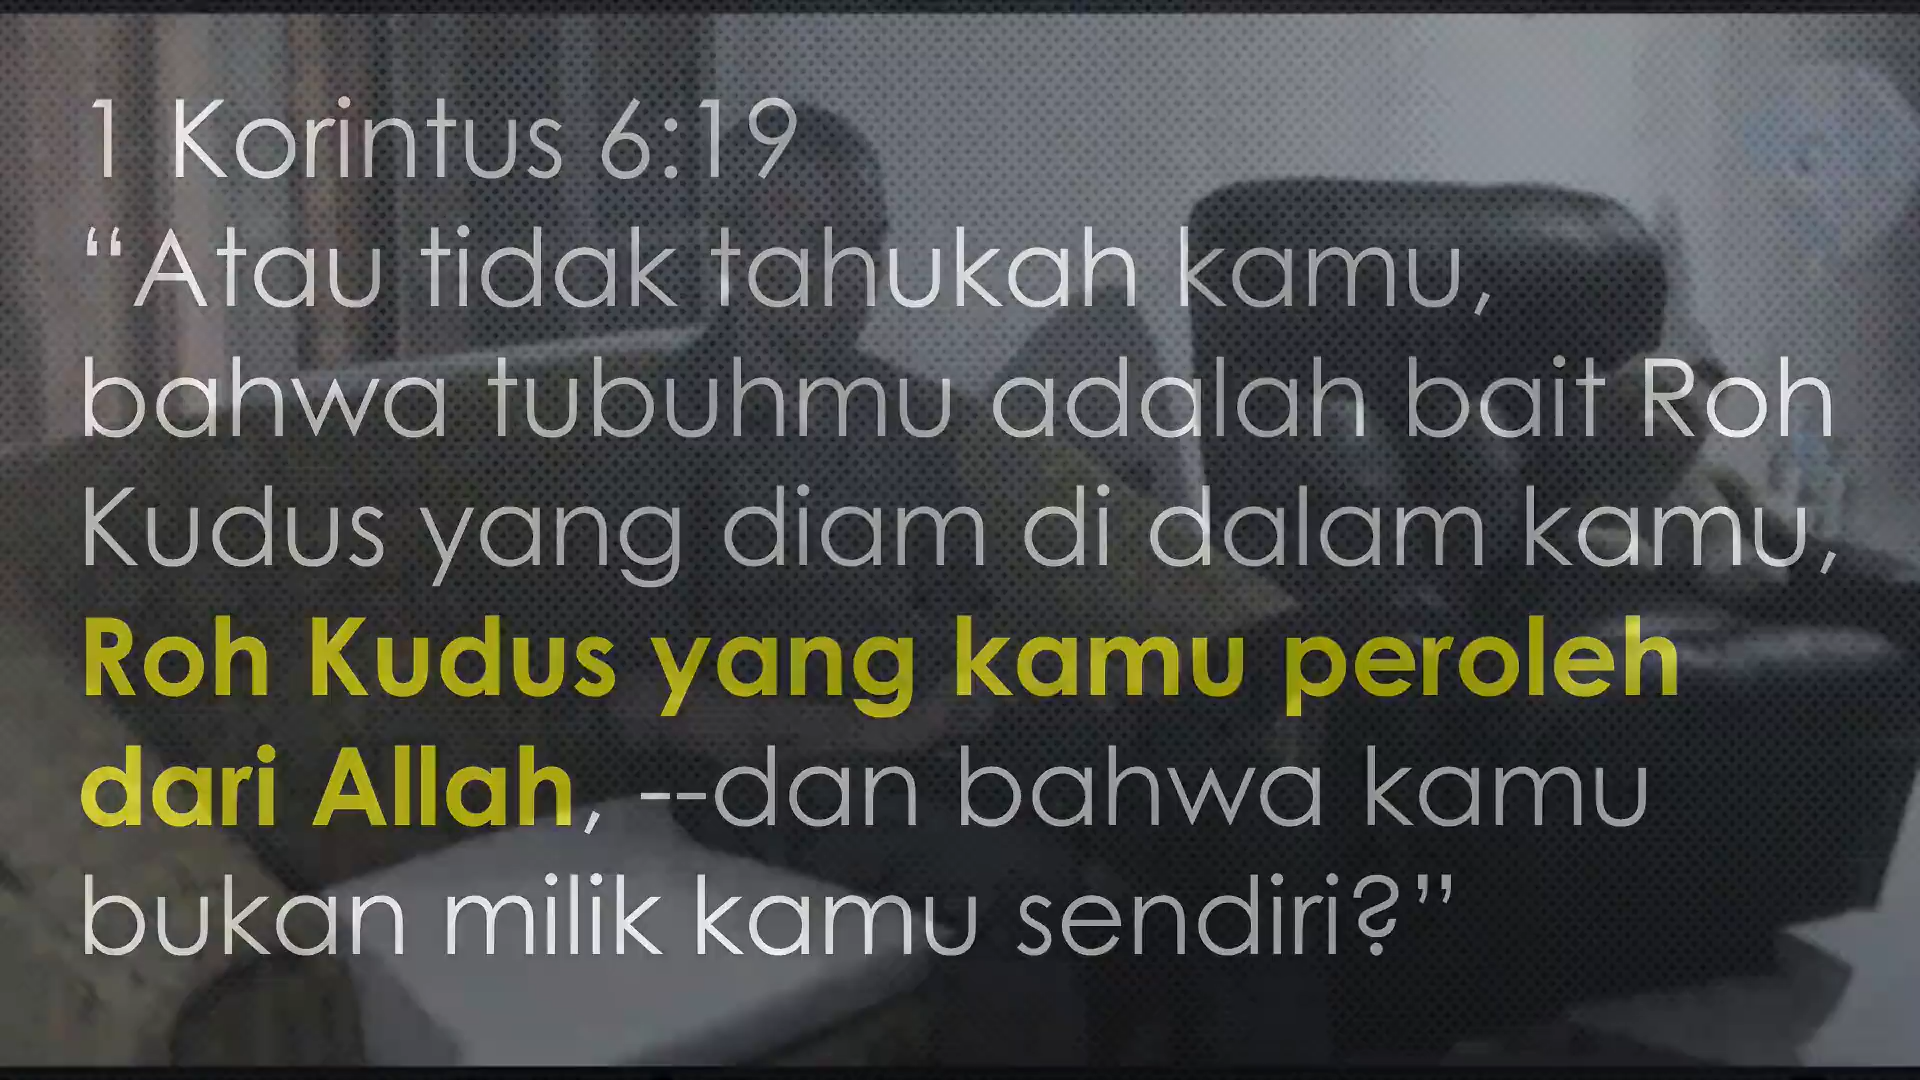 1 Korintus 6:19
“Atau tidak tahukah kamu,
bahwa tubuhmu adalah bait Roh
Kudus yang diam di dalam kamu,
Roh Kudus yang kamu peroleh
dari Allah, --dan bahwa kamu
bukan milik kamu sendiri?”